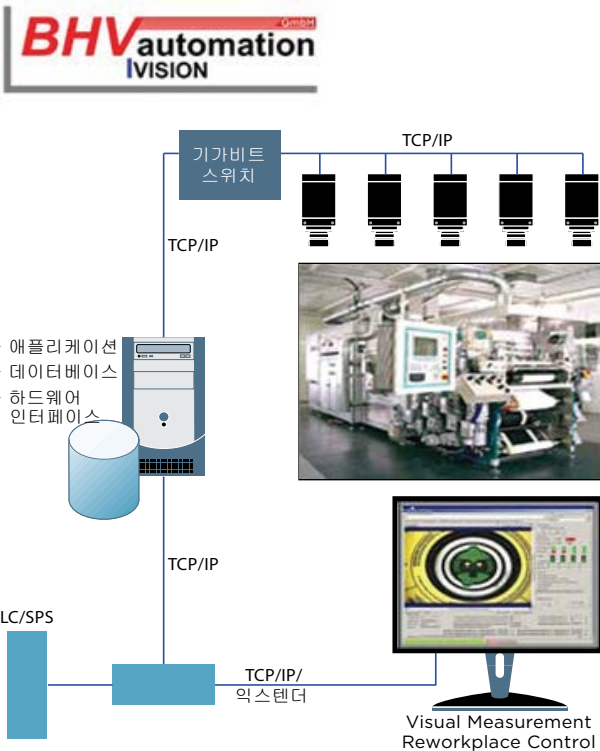 GmbH
BHV automation
VISION
TCP/IP
기가비트
스위치
TCP/IP
애플리케이션
데이터베이스
하드웨어
인터페이스
TCP/IP
LC/SPS
TCP/IP/
익스텐더
Visual Measurement
Reworkplace Control